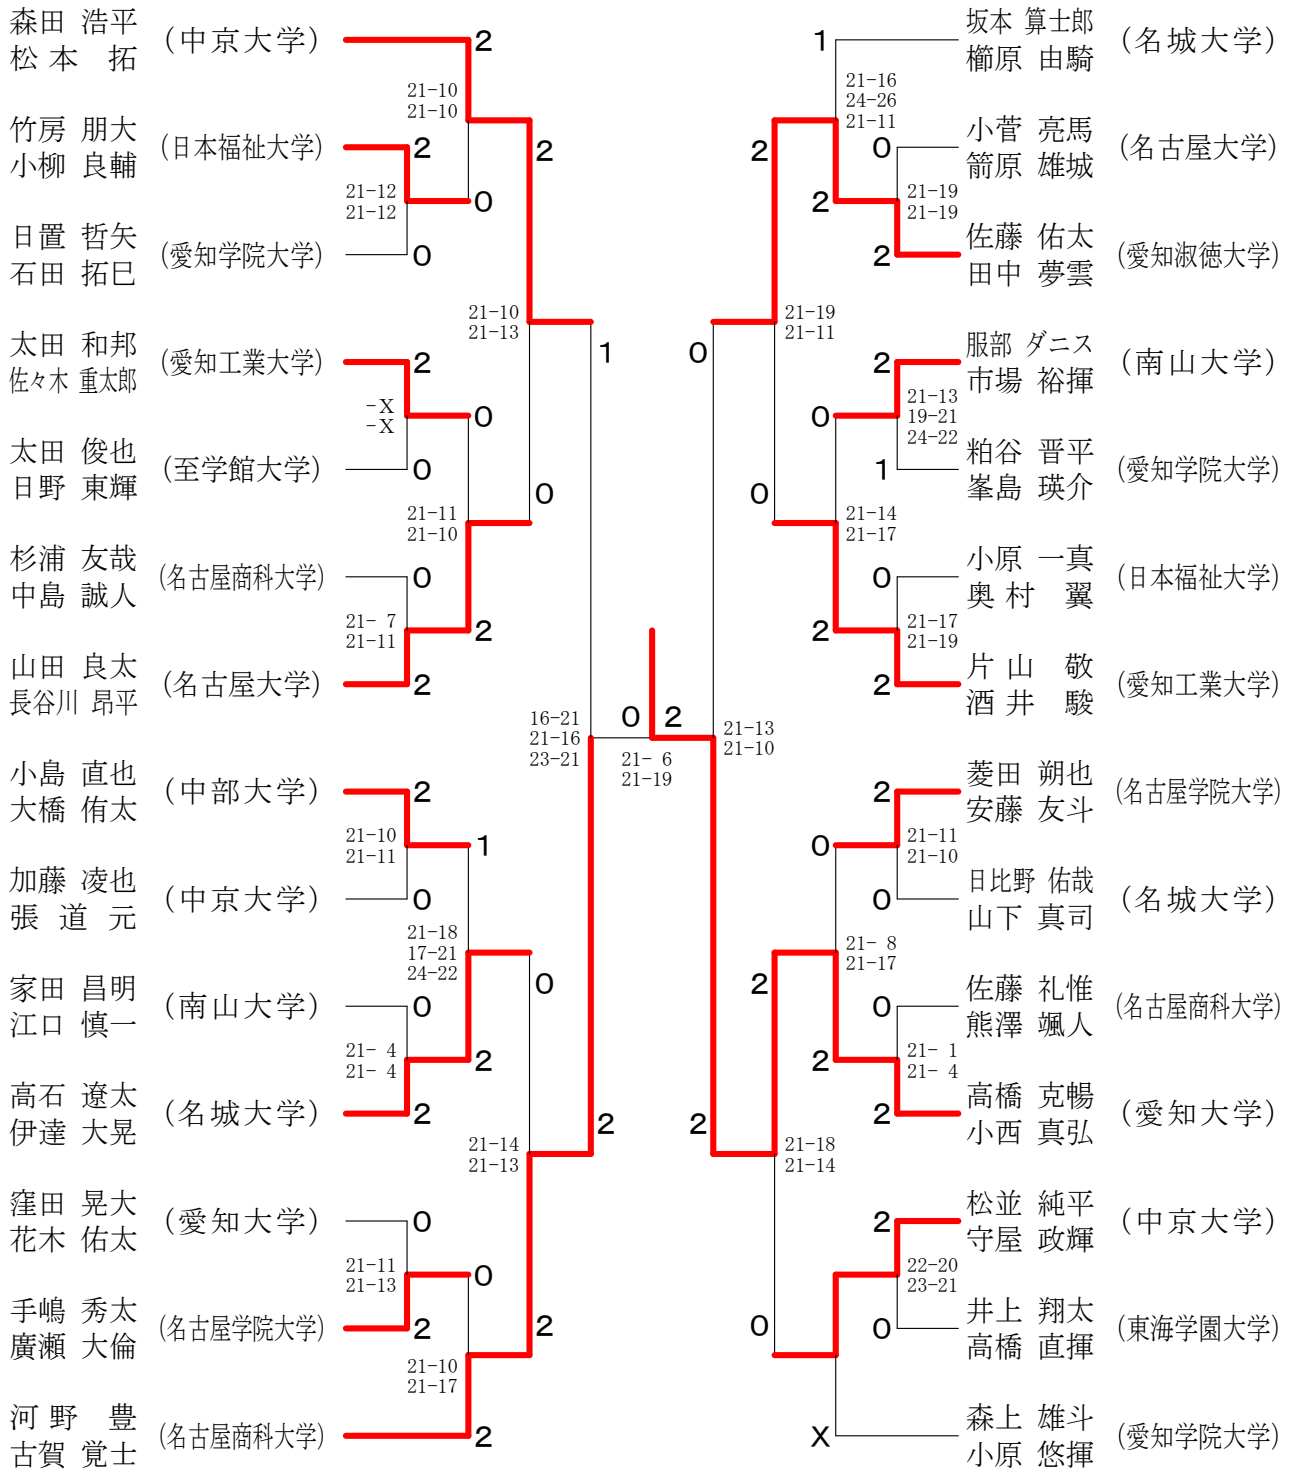 森田 浩平
松本 拓
(中京大学)
2
21-10
21-10
竹房 朋大
小柳 良輔
(日本福祉大学)
2
2
21-12
21-12
0
日置 哲矢
石田 拓巳
(愛知学院大学)
0
21-10
21-13
1
太田 和邦
佐々木 重太郎
(愛知工業大学)
2
-X
-X
0
太田 俊也
日野 東輝
(至学館大学)
0
0
21-11
21-10
杉浦 友哉
中島 誠人
(名古屋商科大学)
0
21- 7
21-11
2
山田 良太
長谷川 昂平
(名古屋大学)
2
16-21
21-16
23-21
0
2
21- 6
21-19
小島 直也
大橋 侑太
(中部大学)
2
21-10
21-11
1
加藤 凌也
張 道元
(中京大学)
0
21-18
17-21
24-22
0
家田 昌明
江口 慎一
(南山大学)
0
21- 4
21- 4
2
高石 遼太
伊達 大晃
(名城大学)
2
2
21-14
21-13
窪田 晃大
花木 佑太
(愛知大学)
0
21-11
21-13
0
手嶋 秀太
廣瀬 大倫
(名古屋学院大学)
2
2
21-10
21-17
河野 豊
古賀 覚士
(名古屋商科大学)
2
1
坂本 算士郎
櫛原 由騎
(名城大学)
21-16
24-26
21-11
2
0
小菅 亮馬
箭原 雄城
(名古屋大学)
2
21-19
21-19
2
佐藤 佑太
田中 夢雲
(愛知淑徳大学)
21-19
21-11
0
2
服部 ダニス
市場 裕揮
(南山大学)
0
21-13
19-21
24-22
1
粕谷 晋平
峯島 瑛介
(愛知学院大学)
0
21-14
21-17
0
小原 一真
奥村 翼
(日本福祉大学)
2
21-17
21-19
2
片山 敬
酒井 駿
(愛知工業大学)
21-13
21-10
2
菱田 朔也
安藤 友斗
(名古屋学院大学)
0
21-11
21-10
0
日比野 佑哉
山下 真司
(名城大学)
21- 8
21-17
2
0
佐藤 礼惟
熊澤 颯人
(名古屋商科大学)
2
21- 1
21- 4
2
高橋 克暢
小西 真弘
(愛知大学)
2
21-18
21-14
2
松並 純平
守屋 政輝
(中京大学)
22-20
23-21
0
0
井上 翔太
高橋 直揮
(東海学園大学)
X
森上 雄斗
小原 悠揮
(愛知学院大学)